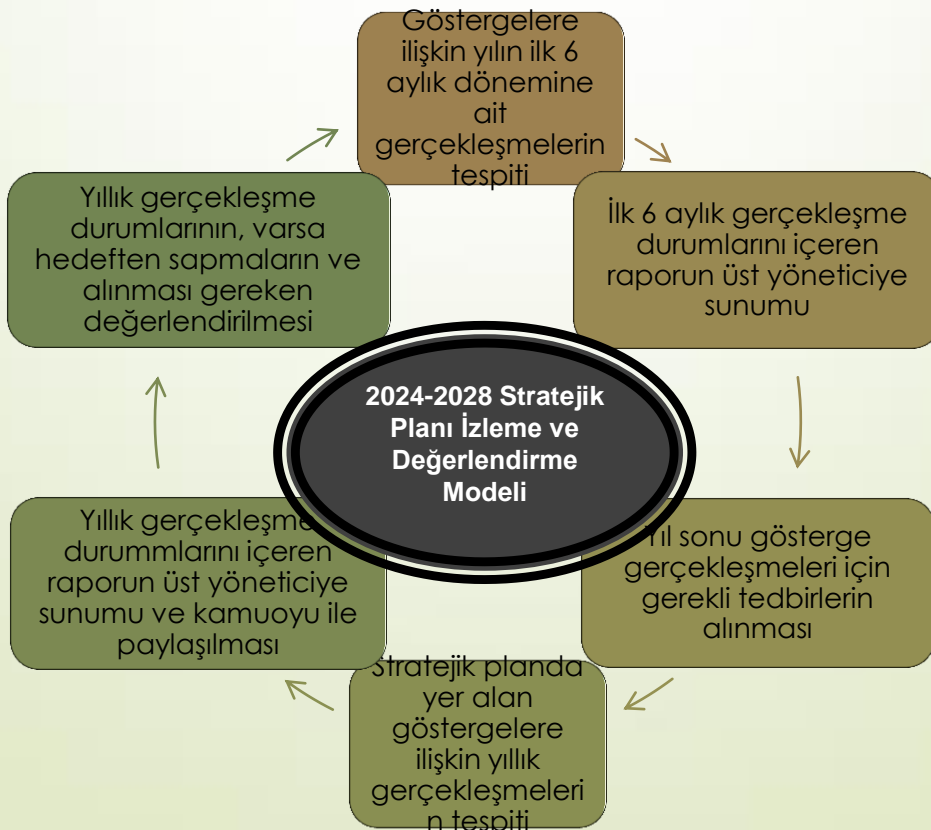 Göstergelere
ilişkin yılın ilk 6
aylık dönemine
ait
gerçekleşmelerin
tespiti
İlk 6 aylık gerçekleşme
durumlarını içeren
raporun üst yöneticiye
sunumu
Yıl sonu gösterge
gerçekleşmeleri için
gerekli tedbirlerin
alınması
Stratejik planda
yer alan
göstergelere
ilişkin yıllık
gerçekleşmeleri
n tespiti
Yıllık gerçekleşme
durummlarını içeren
raporun üst yöneticiye
sunumu ve kamuoyu ile
paylaşılması
Yıllık gerçekleşme
durumlarının, varsa
hedeften sapmaların ve
alınması gereken
değerlendirilmesi
2024-2028 Stratejik
Planı İzleme ve
Değerlendirme
Modeli